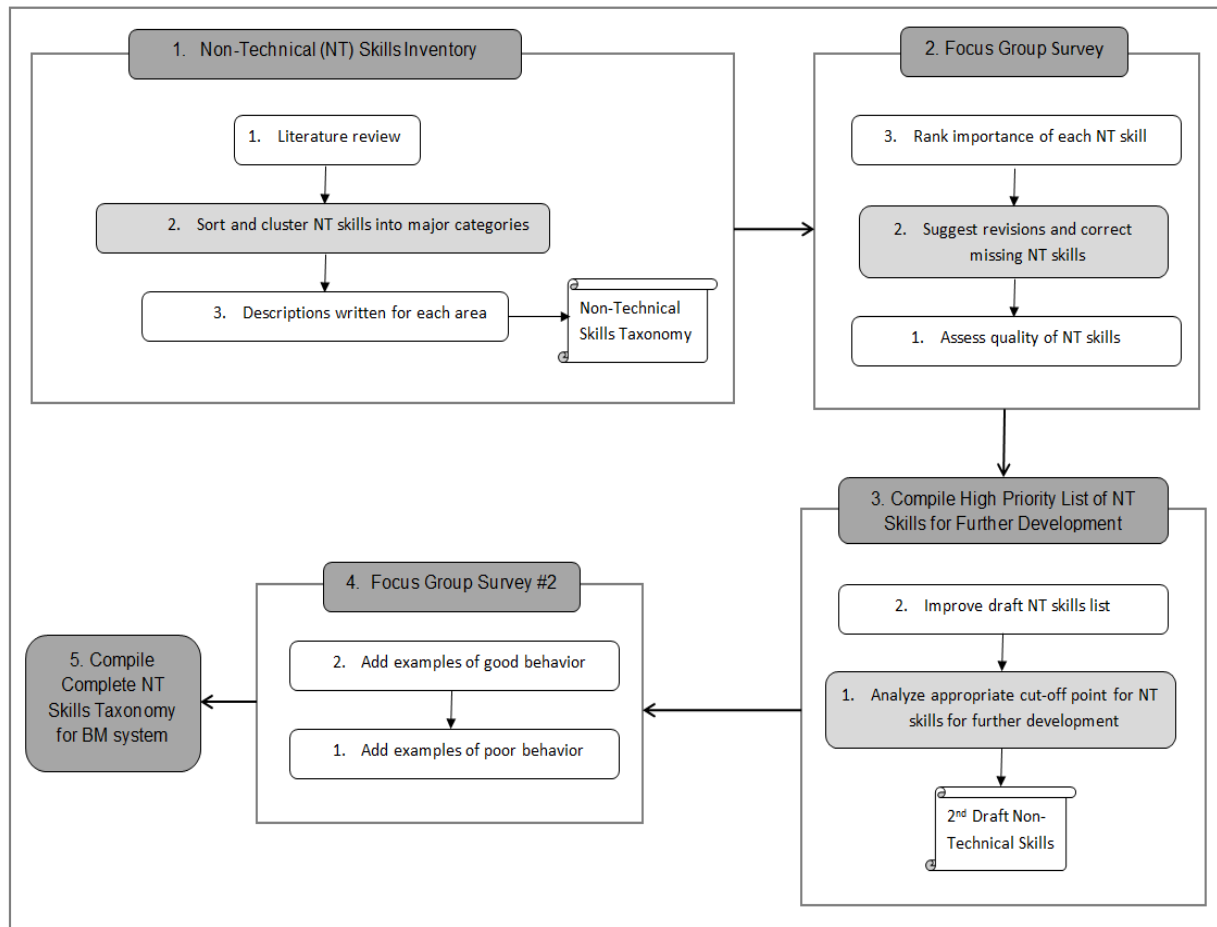 1. Non-Technical (NT) Skills Inventory
1. Literature review
2. Sort and cluster NT skills into major categories
3. Descriptions written for each area
Non-Technical
Skills Taxonomy
2. Focus Group Survey
3. Rank importance of each NT skill
2. Suggest revisions and correct
missing NT skills
1. Assess quality of NT skills
3. Compile High Priority List of NT
Skills for Further Development
2. Improve draft NT skills list
1. Analyze appropriate cut-off point for NT
skills for further development
2nd Draft Non-
Technical Skills
4. Focus Group Survey #2
2. Add examples of good behavior
1. Add examples of poor behavior
5. Compile
Complete NT
Skills Taxonomy
for BM system